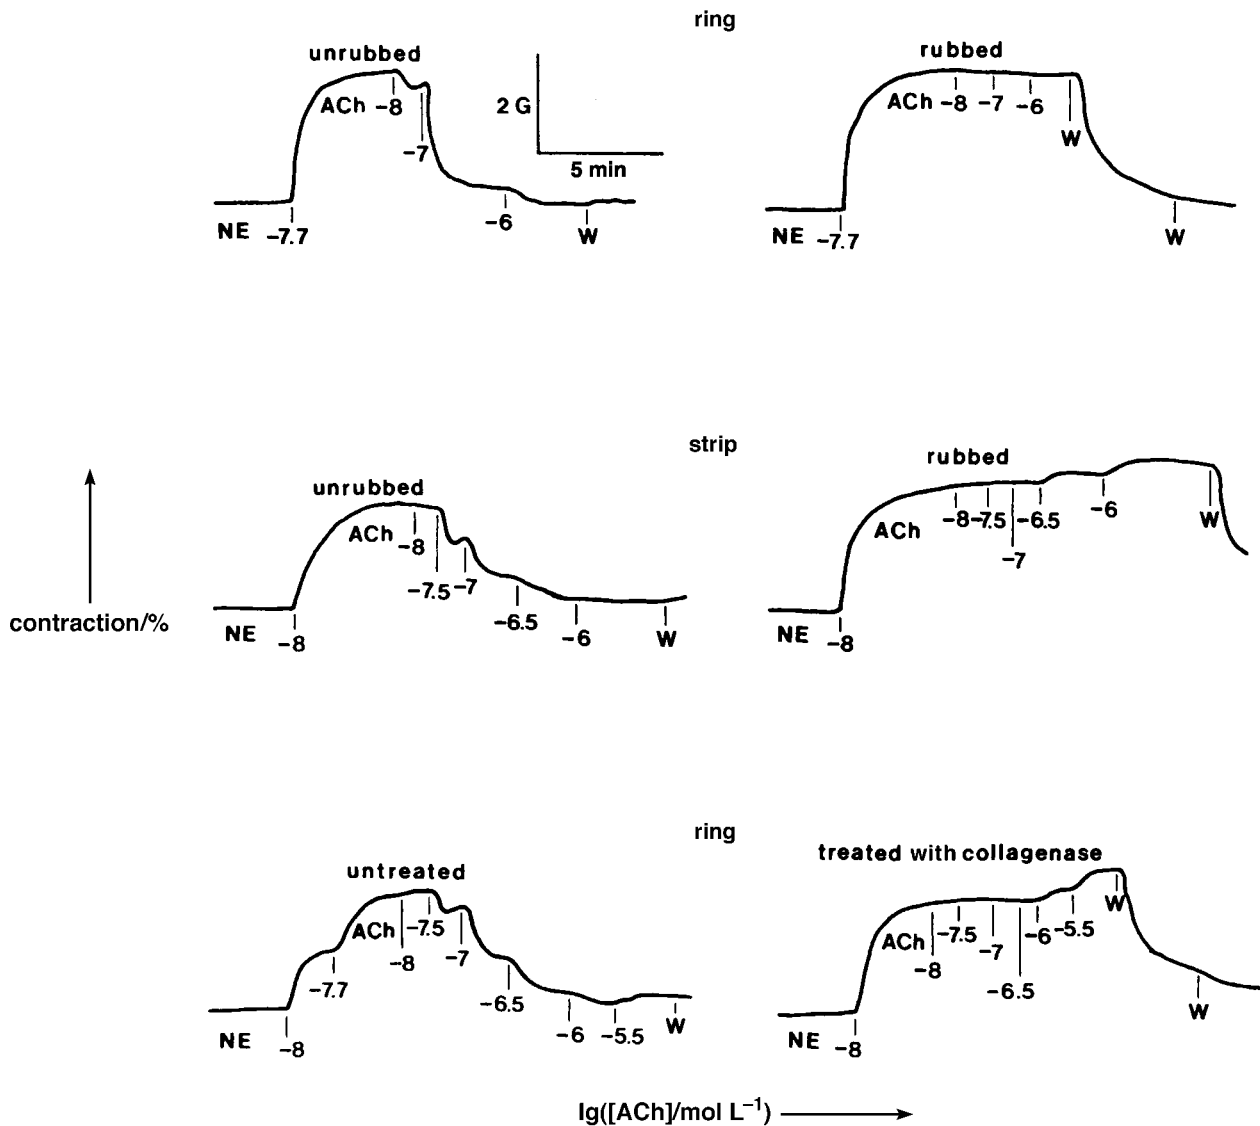 ring
unrubbed
ACh -8
-7
2 G
5 min
-6
NE -7.7
W
rubbed
ACh -8 -7 -6
W
NE -7.7
W
strip
unrubbed
ACh
-8
-7.5 -7
-6.5
-6
NE
-8
W
rubbed
ACh
-8 -7.5 -6.5
-7
-6
W
NE
-8
contraction/%
ring
untreated
ACh -7.5
-8
-7
-7.7
-6.5
-6 -5.5
NE
-8
W
treated with collagenase
ACh -7.5
-8
-7
-6.5
-6 -5.5
W
NE -8
W
lg([ACh]/mol L⁻¹)